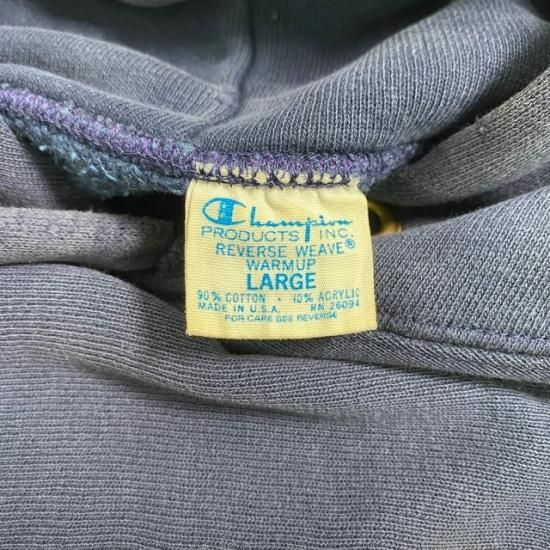 Champion
PRODUCTS INC.
REVERSE WEAVE®
WARMUP
LARGE
90% COTTON · 10% ACRYLIC
MADE IN U.S.A. RN 26094
FOR CARE SEE REVERSE